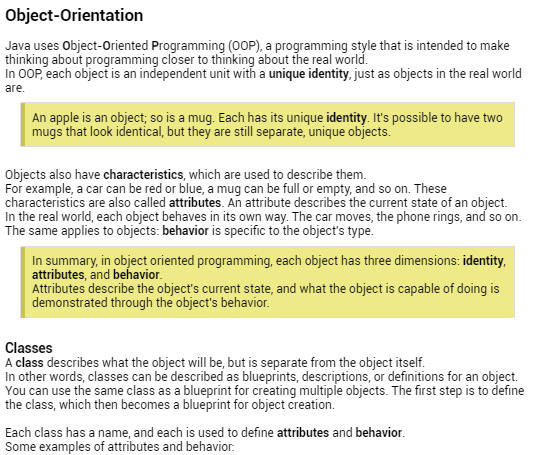 Object-Orientation
Java uses Object-Oriented Programming (OOP), a programming style that is intended to make
thinking about programming closer to thinking about the real world.
In OOP, each object is an independent unit with a unique identity, just as objects in the real world
are.
An apple is an object; so is a mug. Each has its unique identity. It's possible to have two
mugs that look identical, but they are still separate, unique objects.
Objects also have characteristics, which are used to describe them.
For example, a car can be red or blue, a mug can be full or empty, and so on. These
characteristics are also called attributes. An attribute describes the current state of an object.
In the real world, each object behaves in its own way. The car moves, the phone rings, and so on.
The same applies to objects: behavior is specific to the object's type.
In summary, in object oriented programming, each object has three dimensions: identity,
attributes, and behavior.
Attributes describe the object's current state, and what the object is capable of doing is
demonstrated through the object's behavior.
Classes
A class describes what the object will be, but is separate from the object itself.
In other words, classes can be described as blueprints, descriptions, or definitions for an object.
You can use the same class as a blueprint for creating multiple objects. The first step is to define
the class, which then becomes a blueprint for object creation.
Each class has a name, and each is used to define attributes and behavior.
Some examples of attributes and behavior: